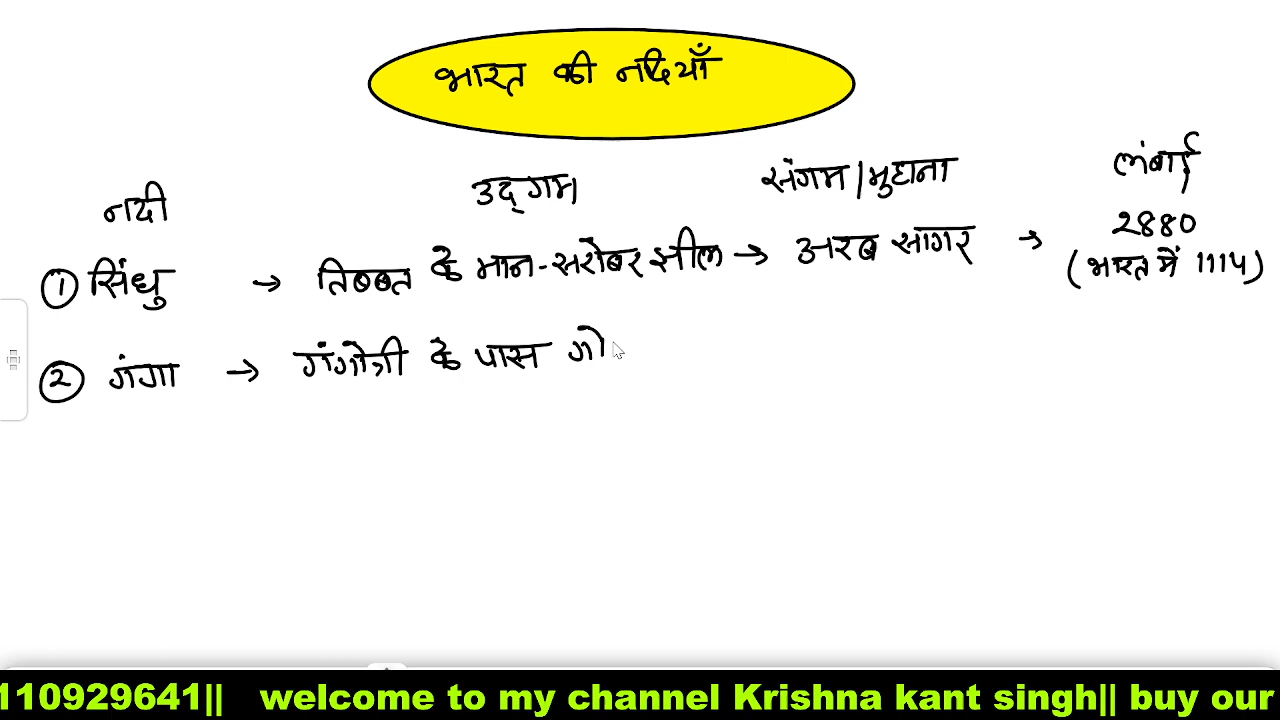 भारत की नदियाँ
नदी उद्गम संगम/मुहाना लंबाई
① सिंधु → तिब्बत के मान-सरोबर झील → अरब सागर → 2880
(भारत में 1114)
② गंगा → गंगोत्री के पास गो
110929641|| welcome to my channel Krishna kant singh|| buy our